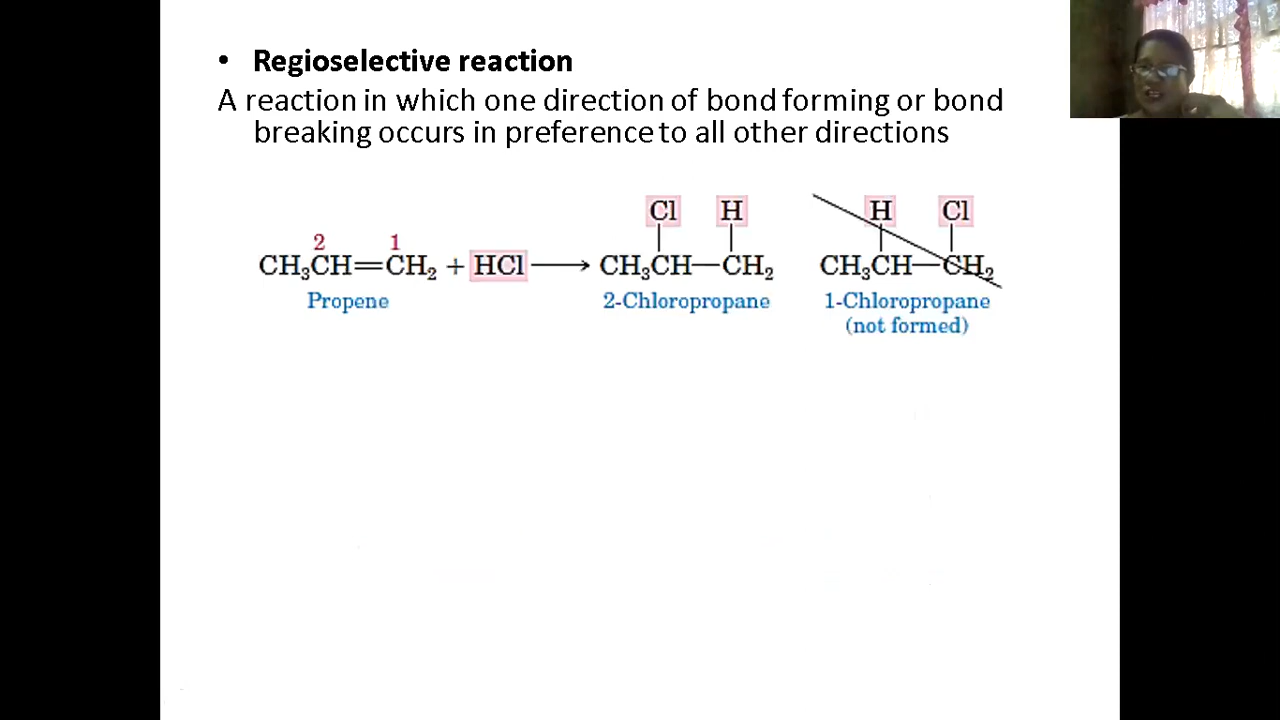 • Regioselective reaction
A reaction in which one direction of bond forming or bond
breaking occurs in preference to all other directions
Cl H H Cl
2 1
CH₃CH=CH₂ + HCl ⟶ CH₃CH—CH₂ CH₃CH—CH₂
Propene 2-Chloropropane 1-Chloropropane
(not formed)